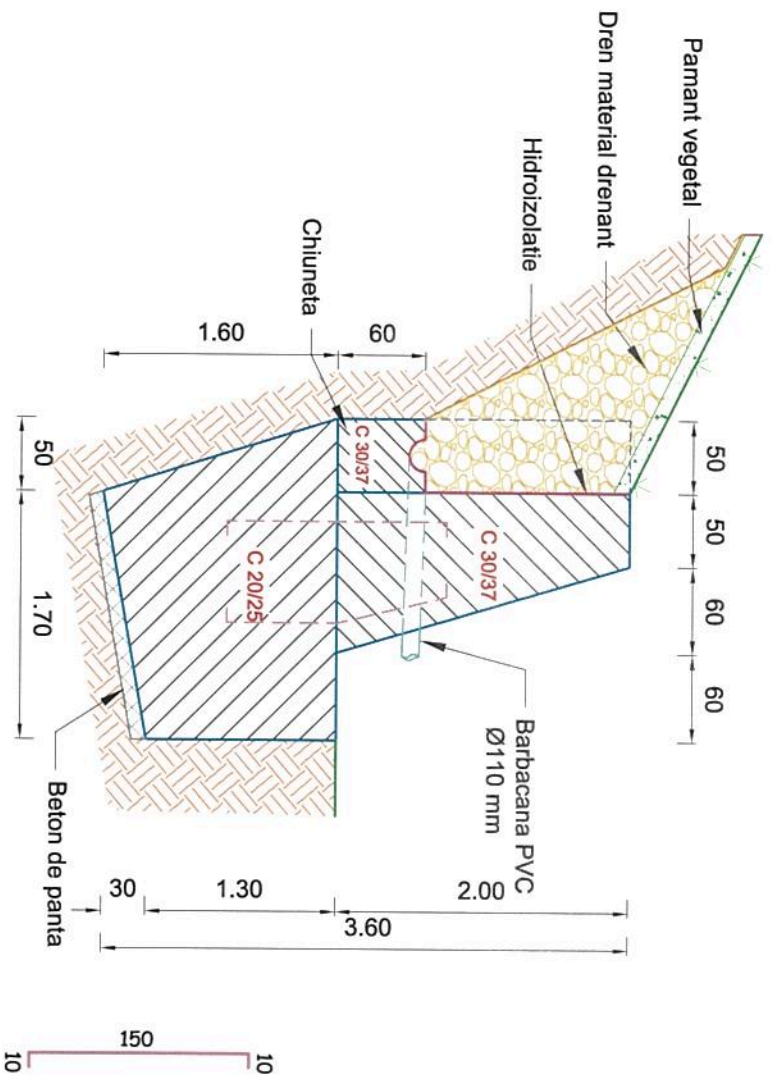 Pamant vegetal
Dren material drenant
Hidroizolatie
Chiuneta
1.60
60
50
1.70
50
50
60
60
C 30/37
C 30/37
C 20/25
Barbacana PVC
Ø110 mm
Beton de panta
30
1.30
2.00
3.60
10
150
10